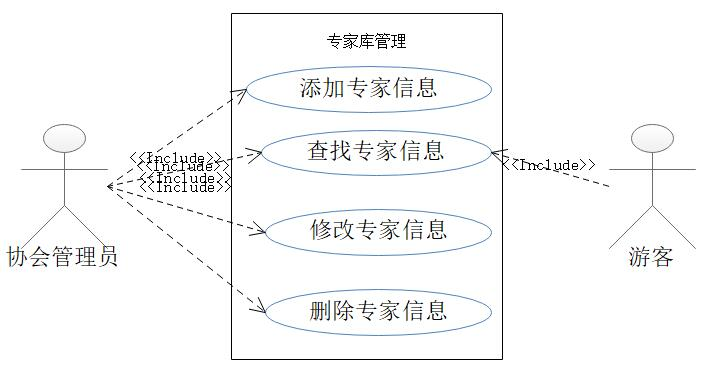 专家库管理
添加专家信息
<<Include>>
<<Include>>
查找专家信息
<<Include>>
<<Include>>
<<Include>>
修改专家信息
协会管理员
游客
删除专家信息